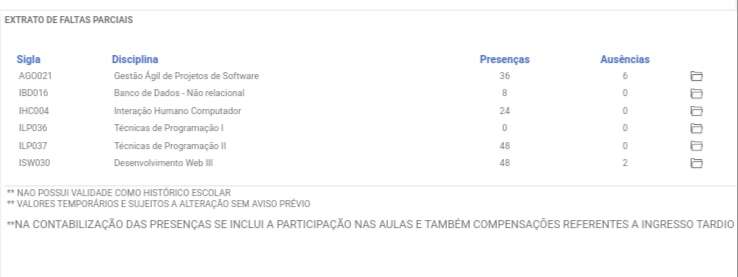 EXTRATO DE FALTAS PARCIAIS
Sigla Disciplina Presenças Ausências
AGO021 Gestão Ágil de Projetos de Software 36 6
IBD016 Banco de Dados - Não relacional 8 0
IHC004 Interação Humano Computador 24 0
ILP036 Técnicas de Programação I 0 0
ILP037 Técnicas de Programação II 48 0
ISW030 Desenvolvimento Web III 48 2
** NAO POSSUI VALIDADE COMO HISTÓRICO ESCOLAR
** VALORES TEMPORÁRIOS E SUJEITOS A ALTERAÇÃO SEM AVISO PRÉVIO
**NA CONTABILIZAÇÃO DAS PRESENÇAS SE INCLUI A PARTICIPAÇÃO NAS AULAS E TAMBÉM COMPENSAÇÕES REFERENTES A INGRESSO TARDIO